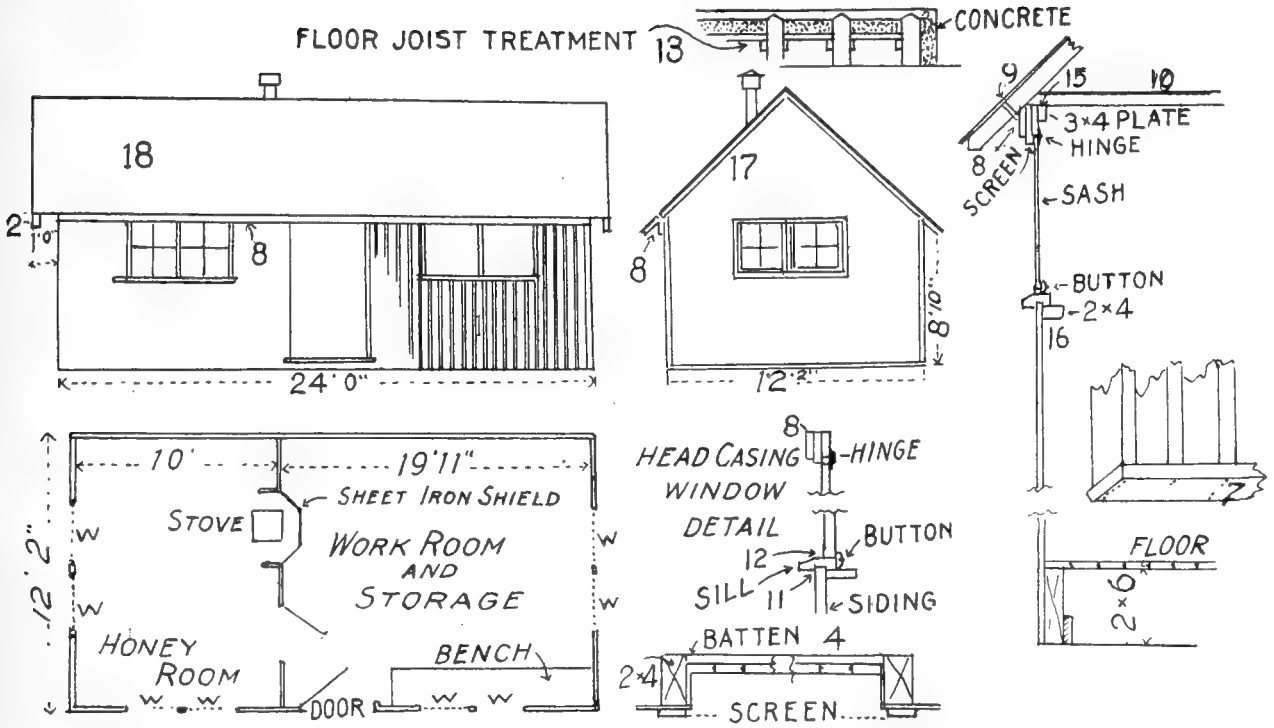 FLOOR JOIST TREATMENT 13
CONCRETE
18
2
1'0"
8
24'0"
17
8
8'10"
12'2"
9
15
10
3×4 PLATE
HINGE
8
SCREEN
SASH
BUTTON
2×4
16
7
FLOOR
2×6
10'
19'11"
SHEET IRON SHIELD
STOVE
WORK ROOM
AND
STORAGE
12' 2"
W
W
W
W
HONEY
ROOM
BENCH
W W
DOOR
W W
8
HEAD CASING
HINGE
WINDOW
DETAIL
BUTTON
12
SILL
11
SIDING
BATTEN 4
2×4
SCREEN